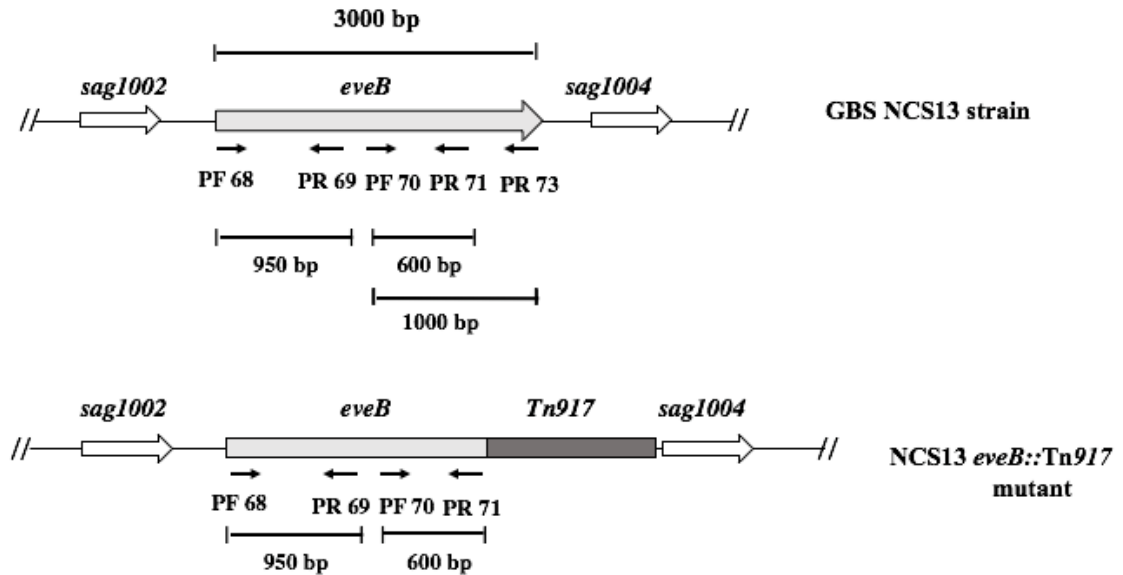 3000 bp
sag1002 eveB sag1004
// //
GBS NCS13 strain
PF 68 PR 69 PF 70 PR 71 PR 73
950 bp 600 bp
1000 bp
sag1002 eveB Tn917 sag1004
// //
NCS13 eveB::Tn917
mutant
PF 68 PR 69 PF 70 PR 71
950 bp 600 bp